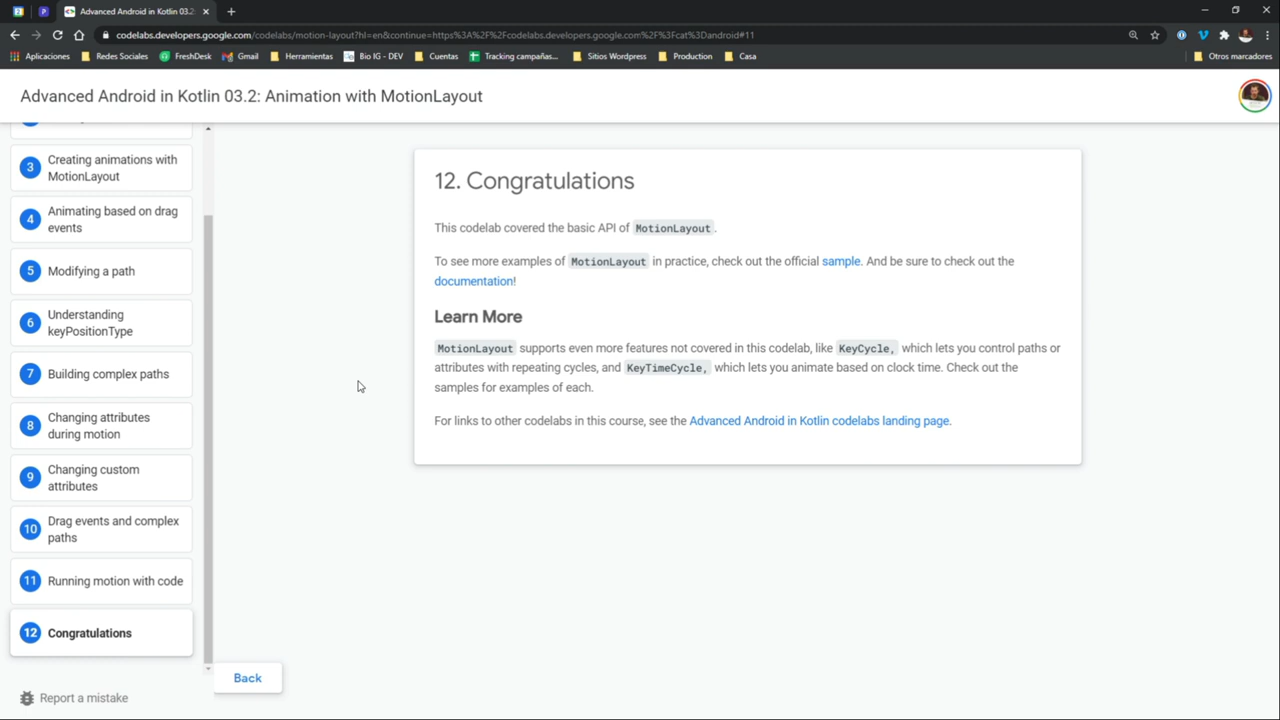 Advanced Android in Kotlin 03.2
codelabs.developers.google.com/codelabs/motion-layout?hl=en&continue=https%3A%2F%2Fcodelabs.developers.google.com%2F%3Fcat%3Dandroid#11
Aplicaciones Redes Sociales FreshDesk Gmail Herramientas Bio IG - DEV Cuentas Tracking campañas... Sitios Wordpress Production Casa Otros marcadores
Advanced Android in Kotlin 03.2: Animation with MotionLayout
3 Creating animations with
MotionLayout
4 Animating based on drag
events
5 Modifying a path
6 Understanding
keyPositionType
7 Building complex paths
8 Changing attributes
during motion
9 Changing custom
attributes
10 Drag events and complex
paths
11 Running motion with code
12 Congratulations
Report a mistake
12. Congratulations
This codelab covered the basic API of MotionLayout.
To see more examples of MotionLayout in practice, check out the official sample. And be sure to check out the
documentation!
Learn More
MotionLayout supports even more features not covered in this codelab, like KeyCycle, which lets you control paths or
attributes with repeating cycles, and KeyTimeCycle, which lets you animate based on clock time. Check out the
samples for examples of each.
For links to other codelabs in this course, see the Advanced Android in Kotlin codelabs landing page.
Back